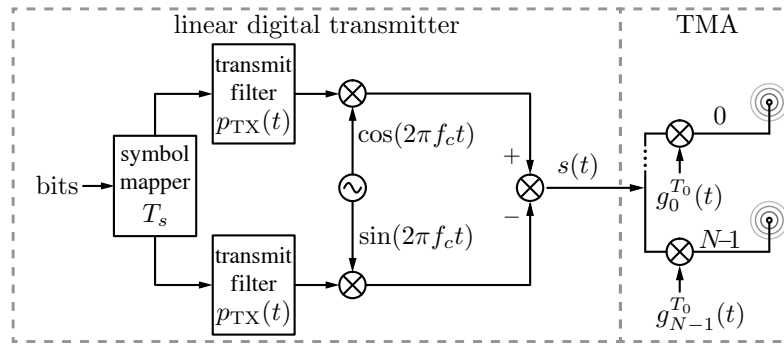 linear digital transmitter
TMA
transmit
filter
p_TX(t)
cos(2πf_c t)
bits
symbol
mapper
T_s
+
−
s(t)
sin(2πf_c t)
transmit
filter
p_TX(t)
0
g_0^{T_0}(t)
N−1
g_{N−1}^{T_0}(t)